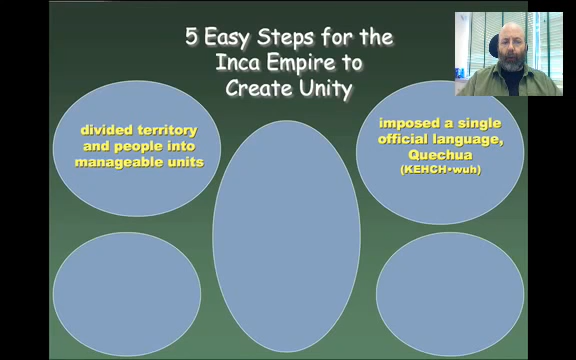 5 Easy Steps for the
Inca Empire to
Create Unity
divided territory
and people into
manageable units
imposed a single
official language,
Quechua
(KEHCH•wuh)